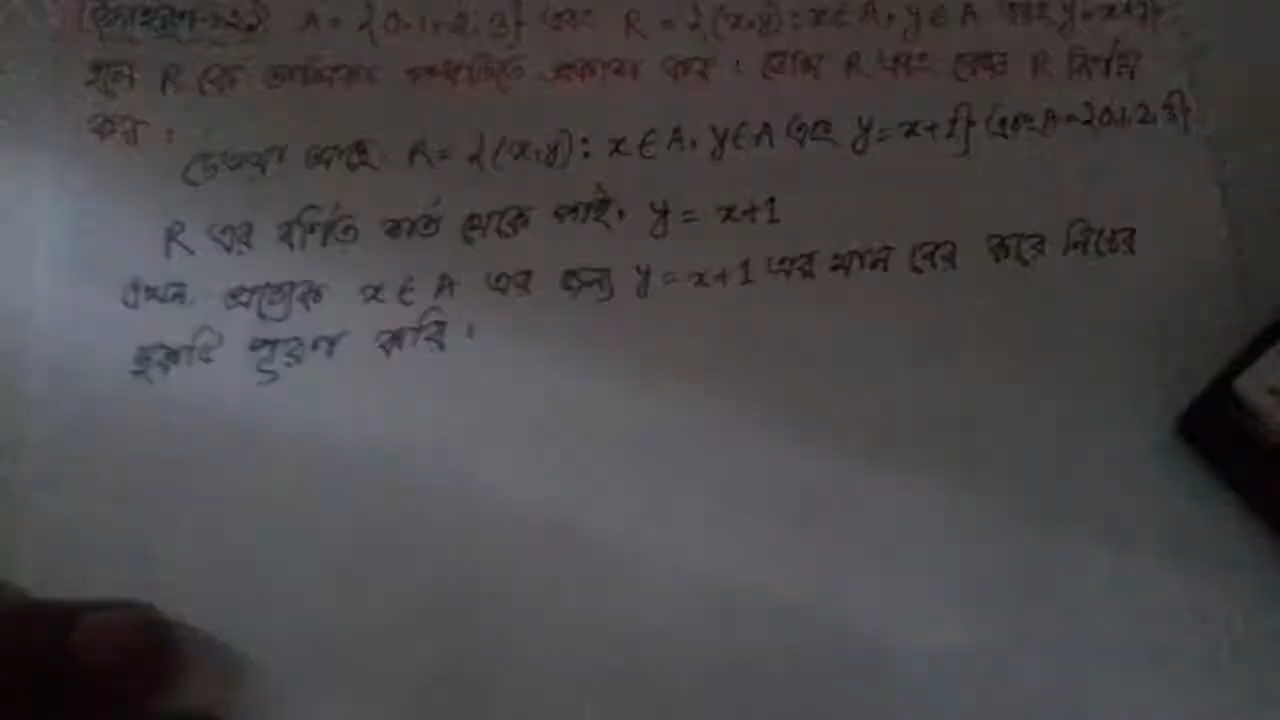 (উদাহরণ-২২) A = {0,1,2,3} এবং R = {(x,y): x∈A, y∈A এবং y=x+1}
হলে R কে তালিকা পদ্ধতিতে প্রকাশ কর। ডোম R এবং রেঞ্জ R নির্ণয়
কর।
দেওয়া আছে, R = {(x,y): x∈A, y∈A এবং y=x+1} এবং A={0,1,2,3}
R এর বর্ণিত শর্ত থেকে পাই, y = x+1
এখন, প্রত্যেক x∈A এর জন্য y = x+1 এর মান বের করে নিচের
ছকটি পূরণ করি।